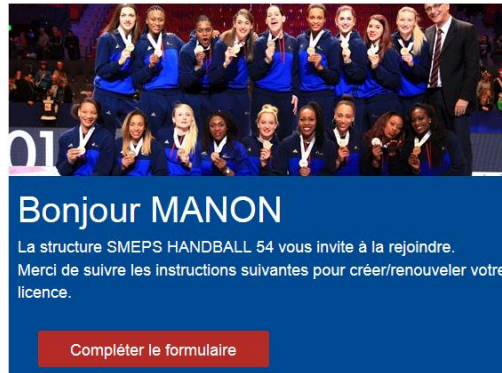 01
Bonjour MANON
La structure SMEPS HANDBALL 54 vous invite à la rejoindre.
Merci de suivre les instructions suivantes pour créer/renouveler votre
licence.
Compléter le formulaire